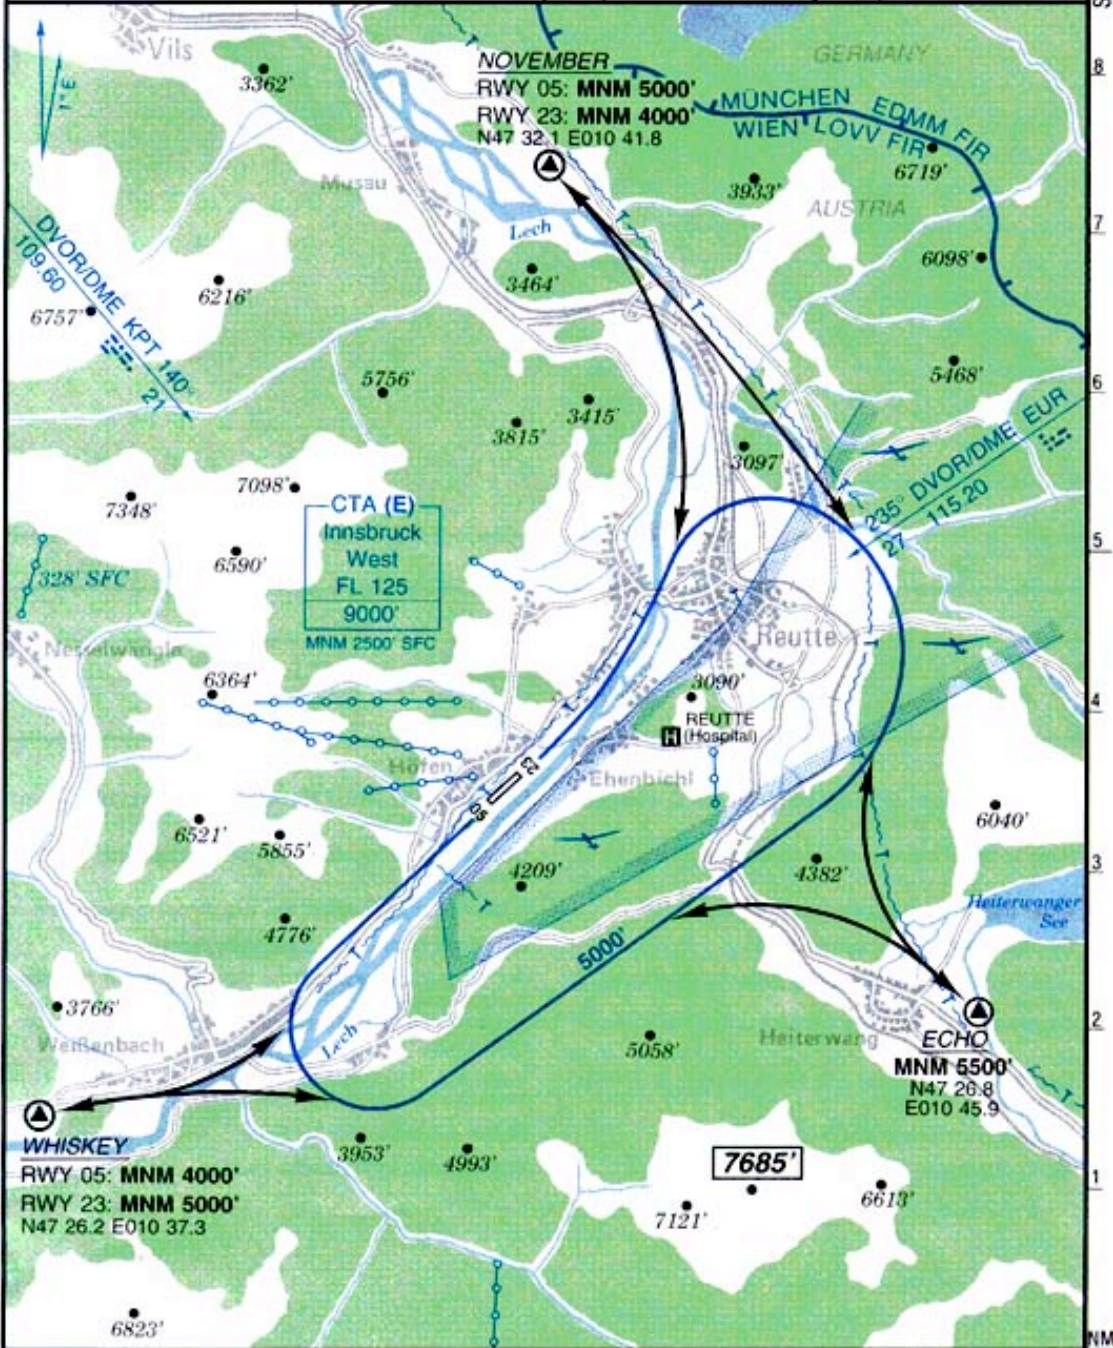 S
8
Vils
3362'
1° E
NOVEMBER
RWY 05: MNM 5000'
RWY 23: MNM 4000'
N47 32.1 E010 41.8
GERMANY
MÜNCHEN EDMM FIR
WIEN LOVV FIR
6719'
3933'
AUSTRIA
Musau
Lech
7
6098'
3464'
DVOR/DME KPT 140°
109.60
21
6216'
6757'
5756'
3415'
3815'
3097'
5468'
6
235° DVOR/DME EUR
27 115.20
7098'
7348'
6590'
CTA (E)
Innsbruck
West
FL 125
9000'
MNM 2500' SFC
328' SFC
5
Nesselwängle
Reutte
6364'
3090'
REUTTE
(Hospital)
H
4
Höfen
23
05
Ehenbichl
6521'
5855'
6040'
4209'
4382'
3
Heiterwanger
See
4776'
5000'
3766'
Weißenbach
Lech
5058'
Heiterwang
2
ECHO
MNM 5500'
N47 26.8
E010 45.9
WHISKEY
RWY 05: MNM 4000'
RWY 23: MNM 5000'
N47 26.2 E010 37.3
3953'
4993'
7685'
7121'
6613'
1
6823'
NM